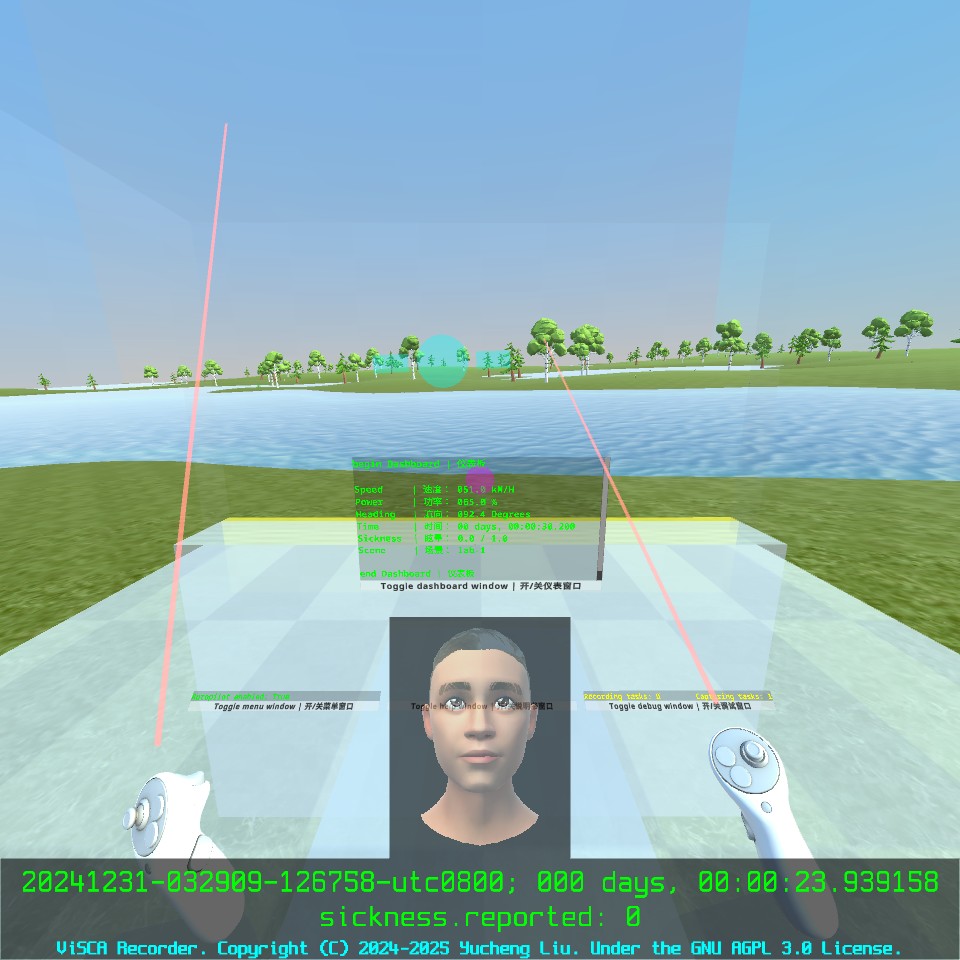 begin Dashboard | 仪表板
Speed | 速度: 051.0 kM/H
Power | 功率: 065.0 %
Heading | 方向: 092.4 Degrees
Time | 时间: 00 days, 00:00:30.200
Sickness | 眩晕: 0.0 / 1.0
Scene | 场景: lab-1
end Dashboard | 仪表板
Toggle dashboard window | 开/关仪表窗口
Autopilot enabled: True
Recording tasks: 0 Capturing tasks: 1
Toggle menu window | 开/关菜单窗口
Toggle window 窗口
Toggle debug window | 开/关调试窗口
20241231-032909-126758-utc0800; 000 days, 00:00:23.939158
sickness.reported: 0
ViSCA Recorder. Copyright (C) 2024-2025 Yucheng Liu. Under the GNU AGPL 3.0 License.